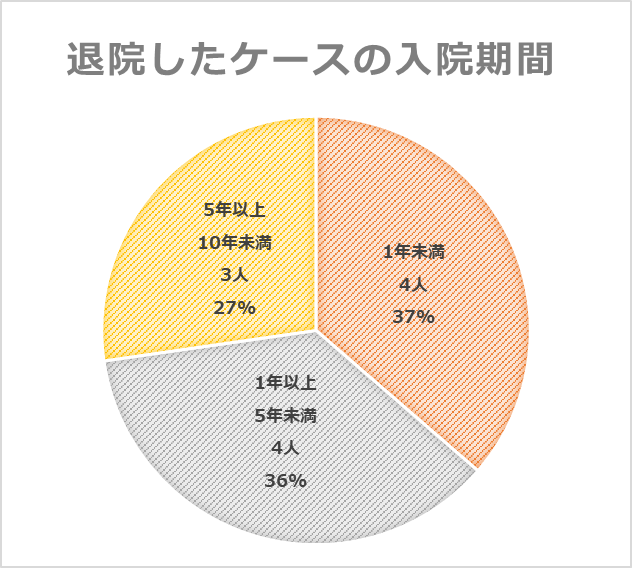 退院したケースの入院期間
5年以上
10年未満
3人
27%
1年未満
4人
37%
1年以上
5年未満
4人
36%